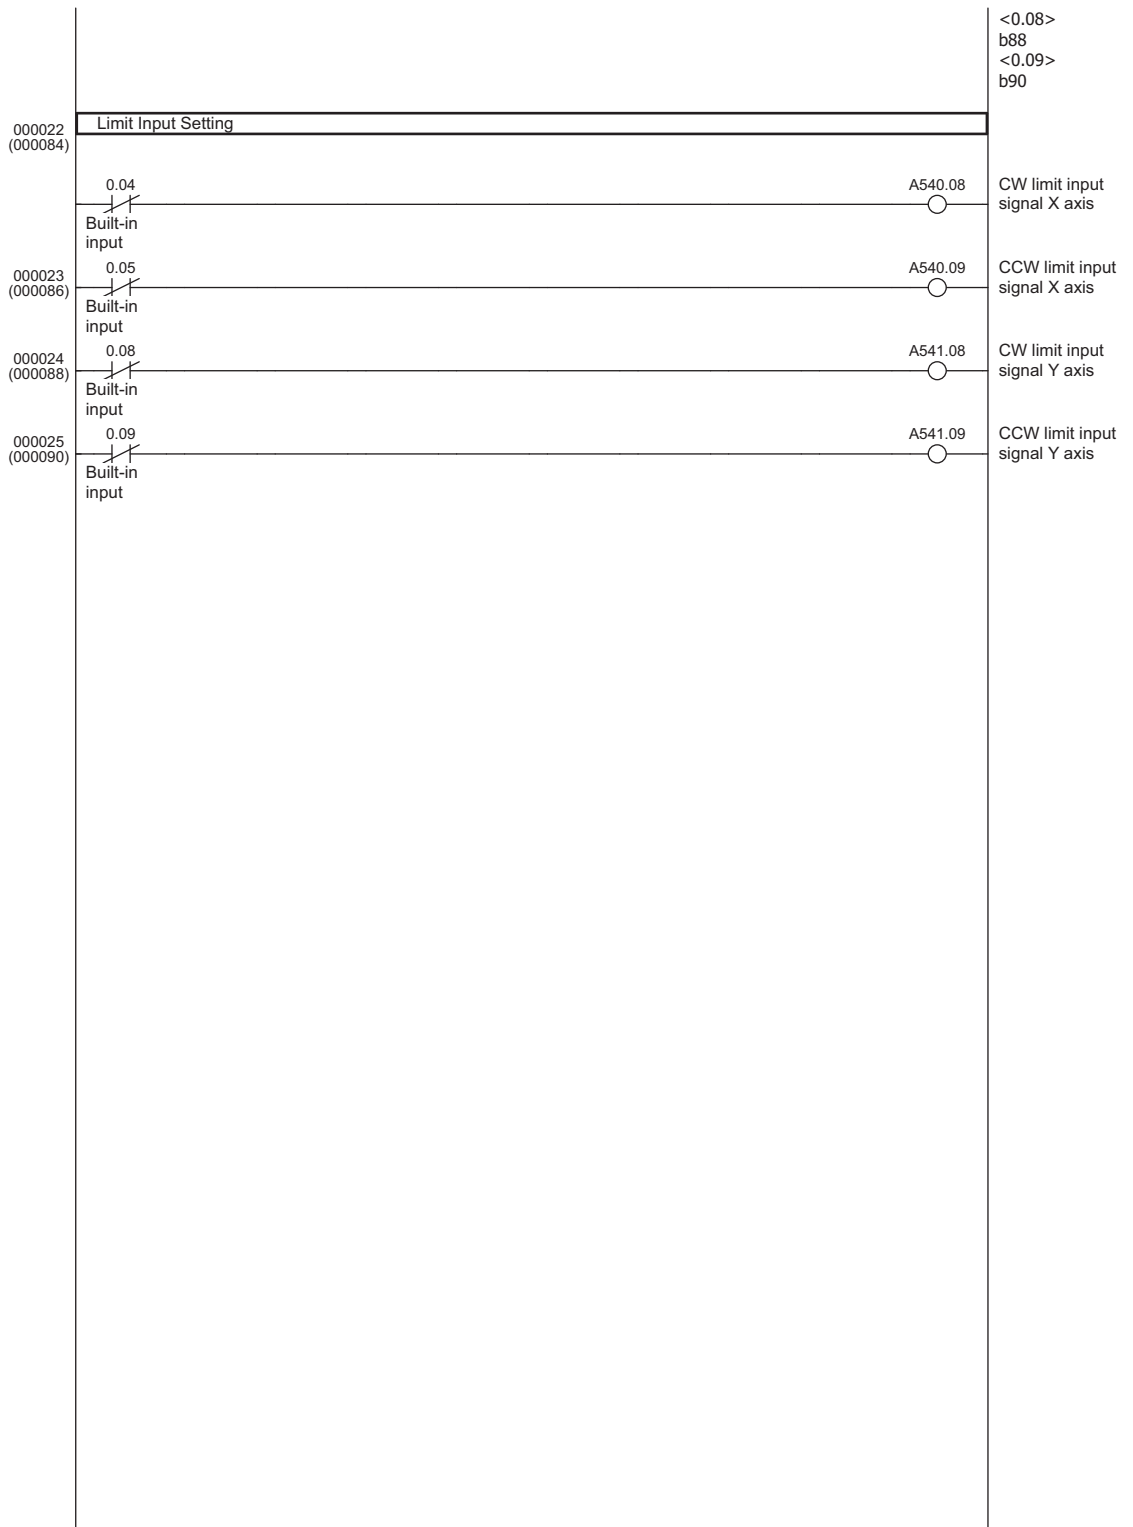 <0.08>
b88
<0.09>
b90
000022
(000084)
Limit Input Setting
0.04
Built-in
input
A540.08
CW limit input
signal X axis
000023
(000086)
0.05
Built-in
input
A540.09
CCW limit input
signal X axis
000024
(000088)
0.08
Built-in
input
A541.08
CW limit input
signal Y axis
000025
(000090)
0.09
Built-in
input
A541.09
CCW limit input
signal Y axis